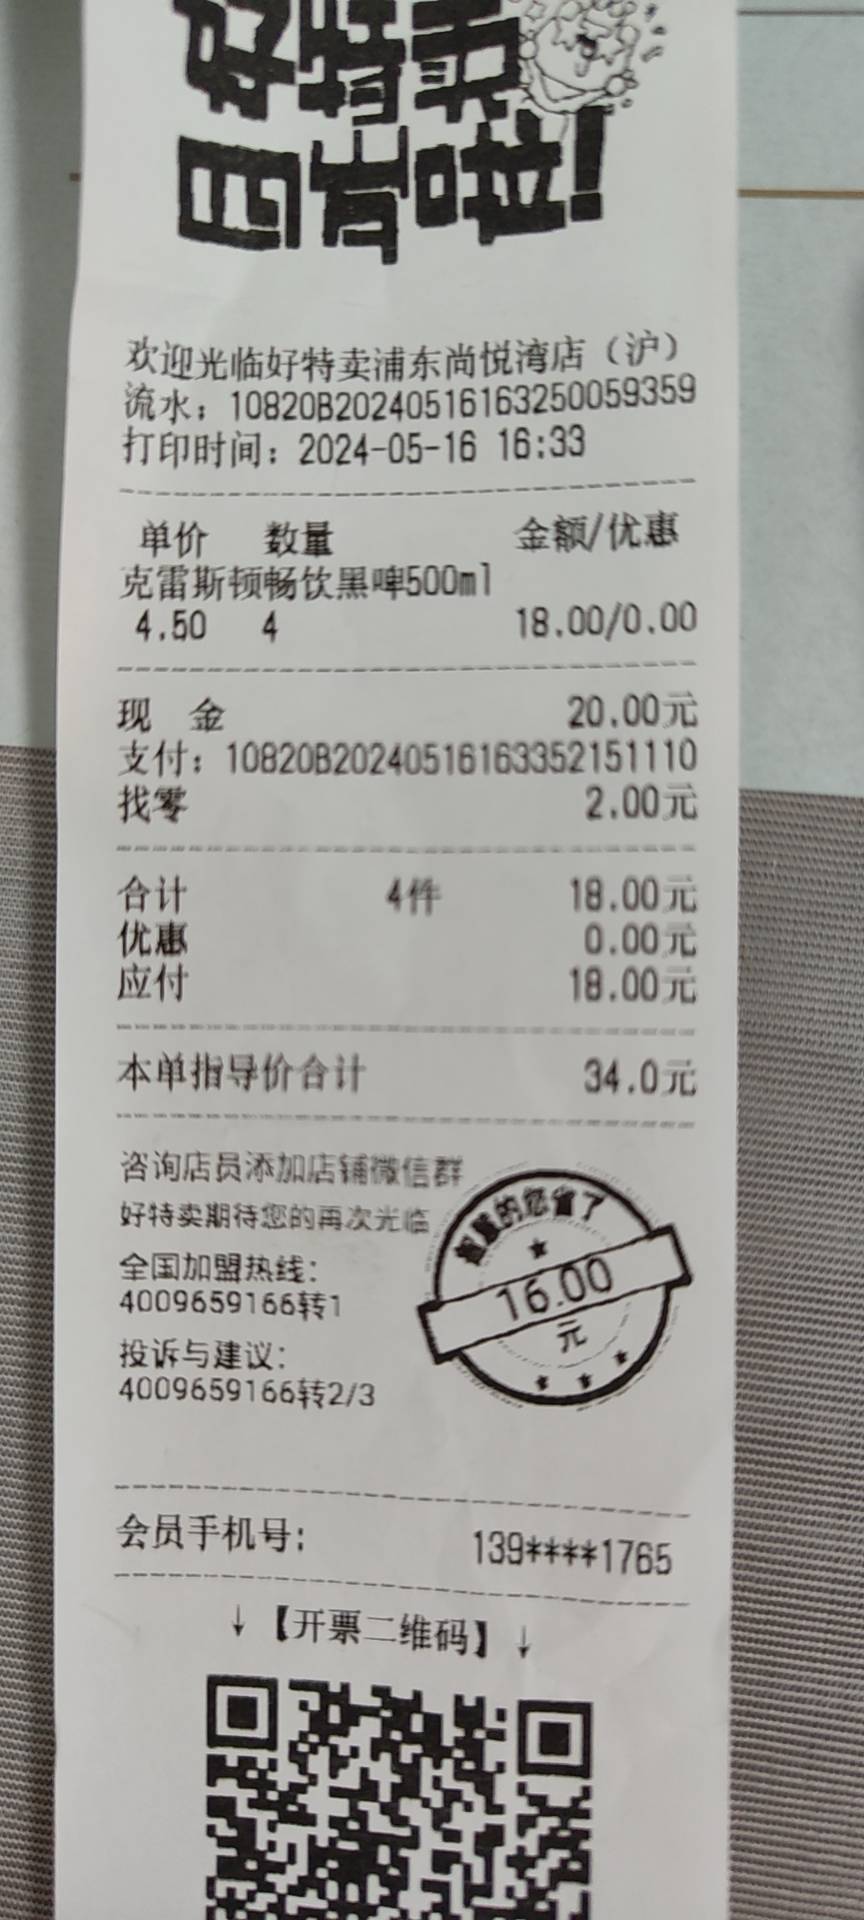 欢迎光临好特卖浦东尚悦湾店（沪）
流水：10820B20240516163250059359
打印时间：2024-05-16 16:33
单价 数量 金额/优惠
克雷斯顿畅饮黑啤500ml
4.50 4 18.00/0.00
现 金 20.00元
支付：10820B20240516163352151110
找零 2.00元
合计 4件 18.00元
优惠 0.00元
应付 18.00元
本单指导价合计 34.0元
咨询店员添加店铺微信群
好特卖期待您的再次光临
全国加盟热线：
4009659166转1
投诉与建议：
4009659166转2/3
的您省了
16.00
元
会员手机号： 139****1765
↓【开票二维码】↓